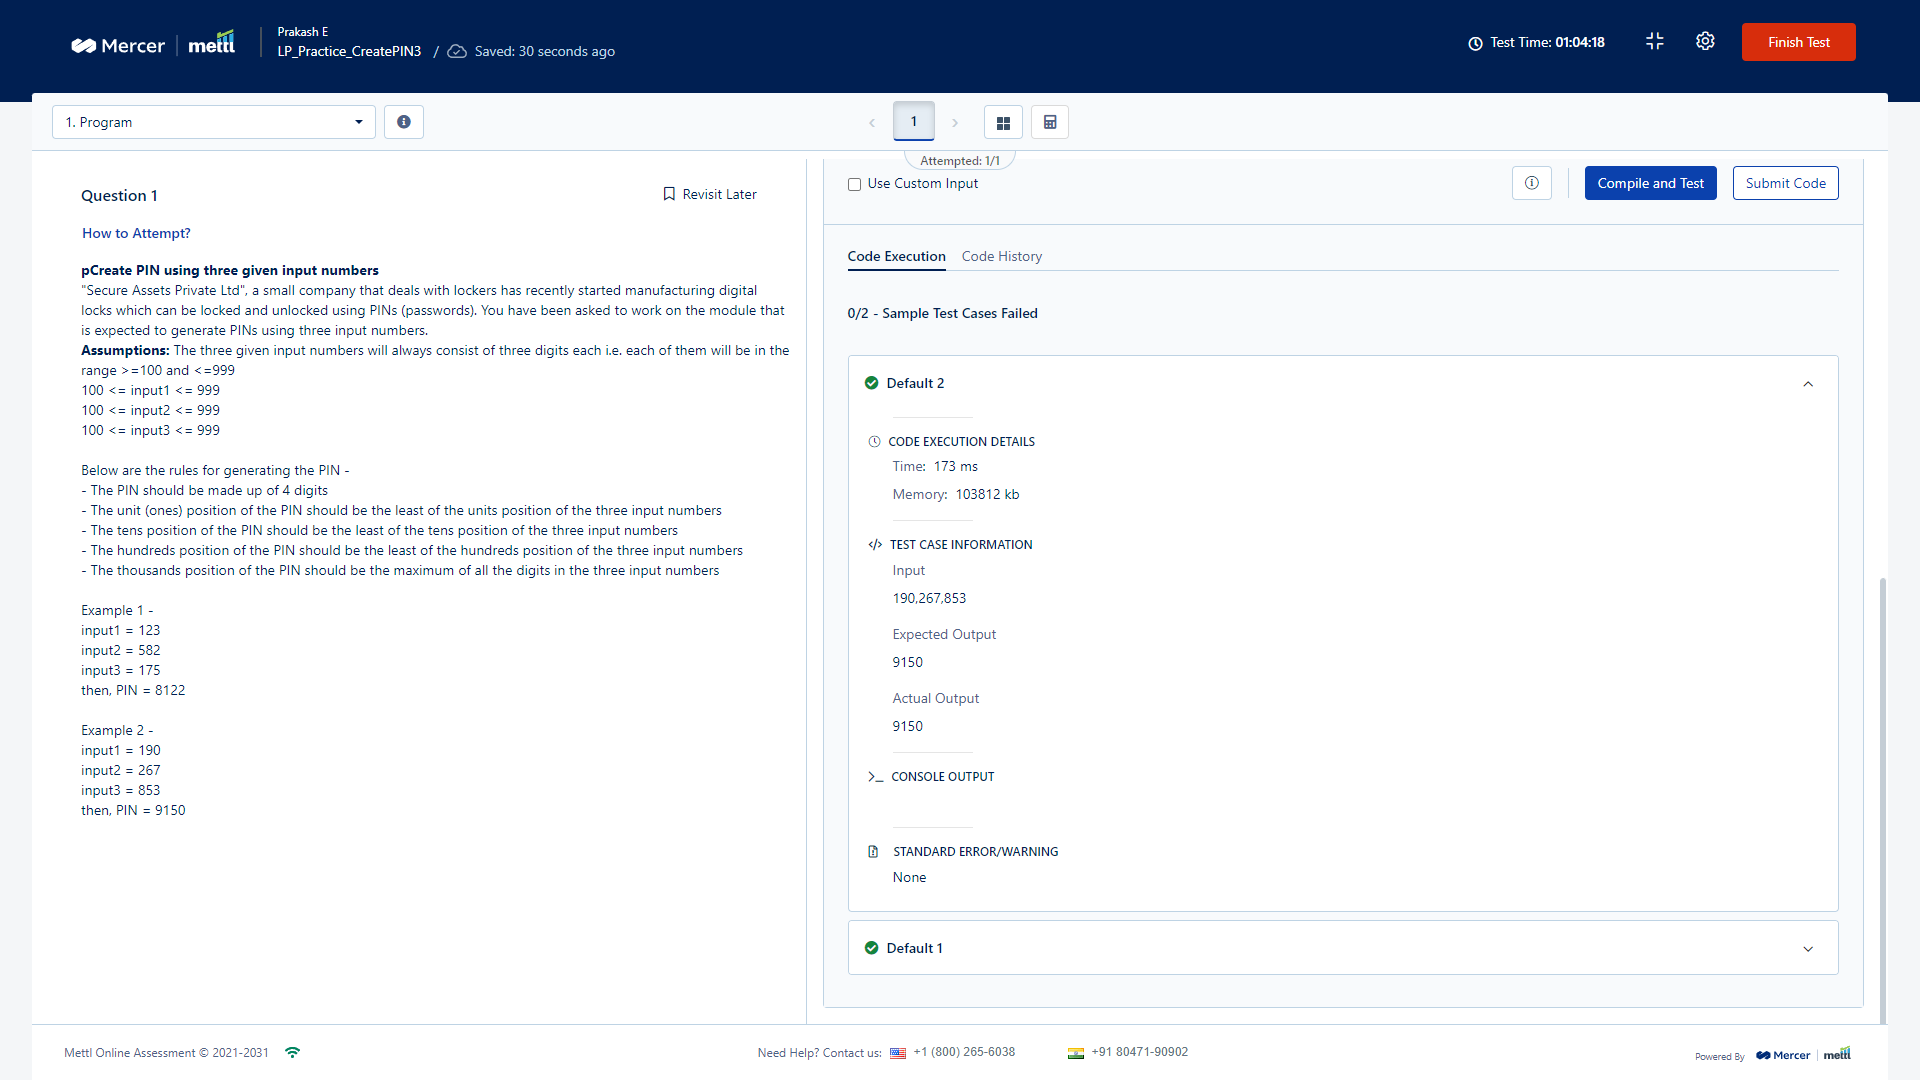 Mercer mettl
Prakash E
LP_Practice_CreatePIN3 / Saved: 30 seconds ago
Test Time: 01:04:18
Finish Test
1. Program
1
Attempted: 1/1
Question 1
Revisit Later
How to Attempt?
pCreate PIN using three given input numbers
"Secure Assets Private Ltd", a small company that deals with lockers has recently started manufacturing digital
locks which can be locked and unlocked using PINs (passwords). You have been asked to work on the module that
is expected to generate PINs using three input numbers.
Assumptions: The three given input numbers will always consist of three digits each i.e. each of them will be in the
range >=100 and <=999
100 <= input1 <= 999
100 <= input2 <= 999
100 <= input3 <= 999
Below are the rules for generating the PIN -
- The PIN should be made up of 4 digits
- The unit (ones) position of the PIN should be the least of the units position of the three input numbers
- The tens position of the PIN should be the least of the tens position of the three input numbers
- The hundreds position of the PIN should be the least of the hundreds position of the three input numbers
- The thousands position of the PIN should be the maximum of all the digits in the three input numbers
Example 1 -
input1 = 123
input2 = 582
input3 = 175
then, PIN = 8122
Example 2 -
input1 = 190
input2 = 267
input3 = 853
then, PIN = 9150
Use Custom Input
Compile and Test
Submit Code
Code Execution
Code History
0/2 - Sample Test Cases Failed
Default 2
CODE EXECUTION DETAILS
Time: 173 ms
Memory: 103812 kb
TEST CASE INFORMATION
Input
190,267,853
Expected Output
9150
Actual Output
9150
CONSOLE OUTPUT
STANDARD ERROR/WARNING
None
Default 1
Mettl Online Assessment © 2021-2031
Need Help? Contact us: +1 (800) 265-6038
+91 80471-90902
Powered By Mercer mettl